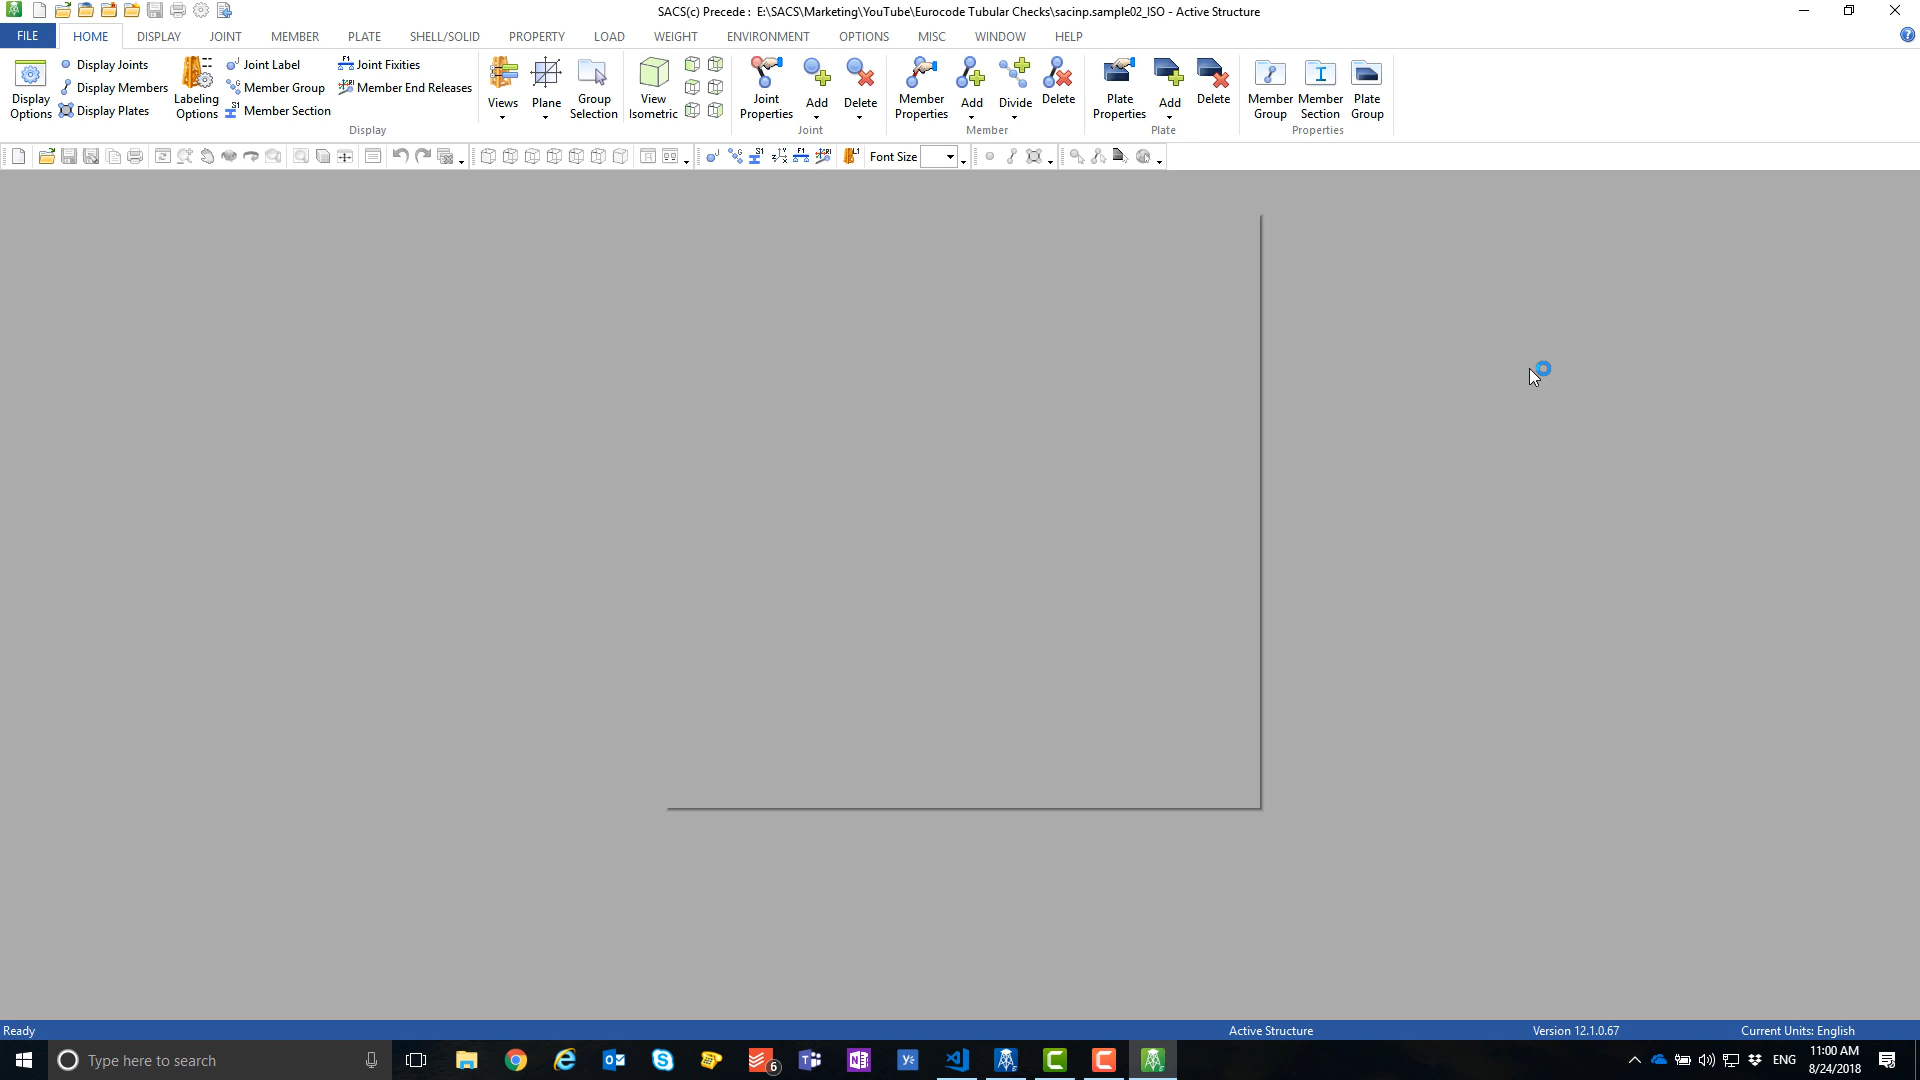 SACS(c) Precede : E:\SACS\Marketing\YouTube\Eurocode Tubular Checks\sacinp.sample02_ISO - Active Structure
FILE HOME DISPLAY JOINT MEMBER PLATE SHELL/SOLID PROPERTY LOAD WEIGHT ENVIRONMENT OPTIONS MISC WINDOW HELP
Display Options
Display Joints
Display Members
Display Plates
Labeling Options
Joint Label
Member Group
Member Section
Joint Fixities
Member End Releases
Display
Views
Plane
Group Selection
View Isometric
Joint Properties
Add
Delete
Joint
Member Properties
Add
Divide
Delete
Member
Plate Properties
Add
Delete
Plate
Member Group
Member Section
Plate Group
Properties
Font Size
Ready Active Structure Version 12.1.0.67 Current Units: English
Type here to search
6
ENG
11:00 AM
8/24/2018